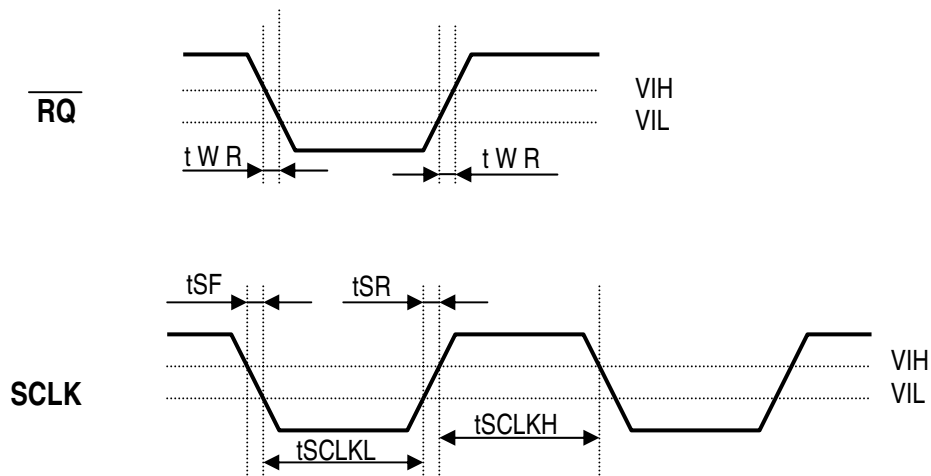 RQ
VIH
VIL
t W R
t W R
tSF
tSR
SCLK
VIH
VIL
tSCLKH
tSCLKL